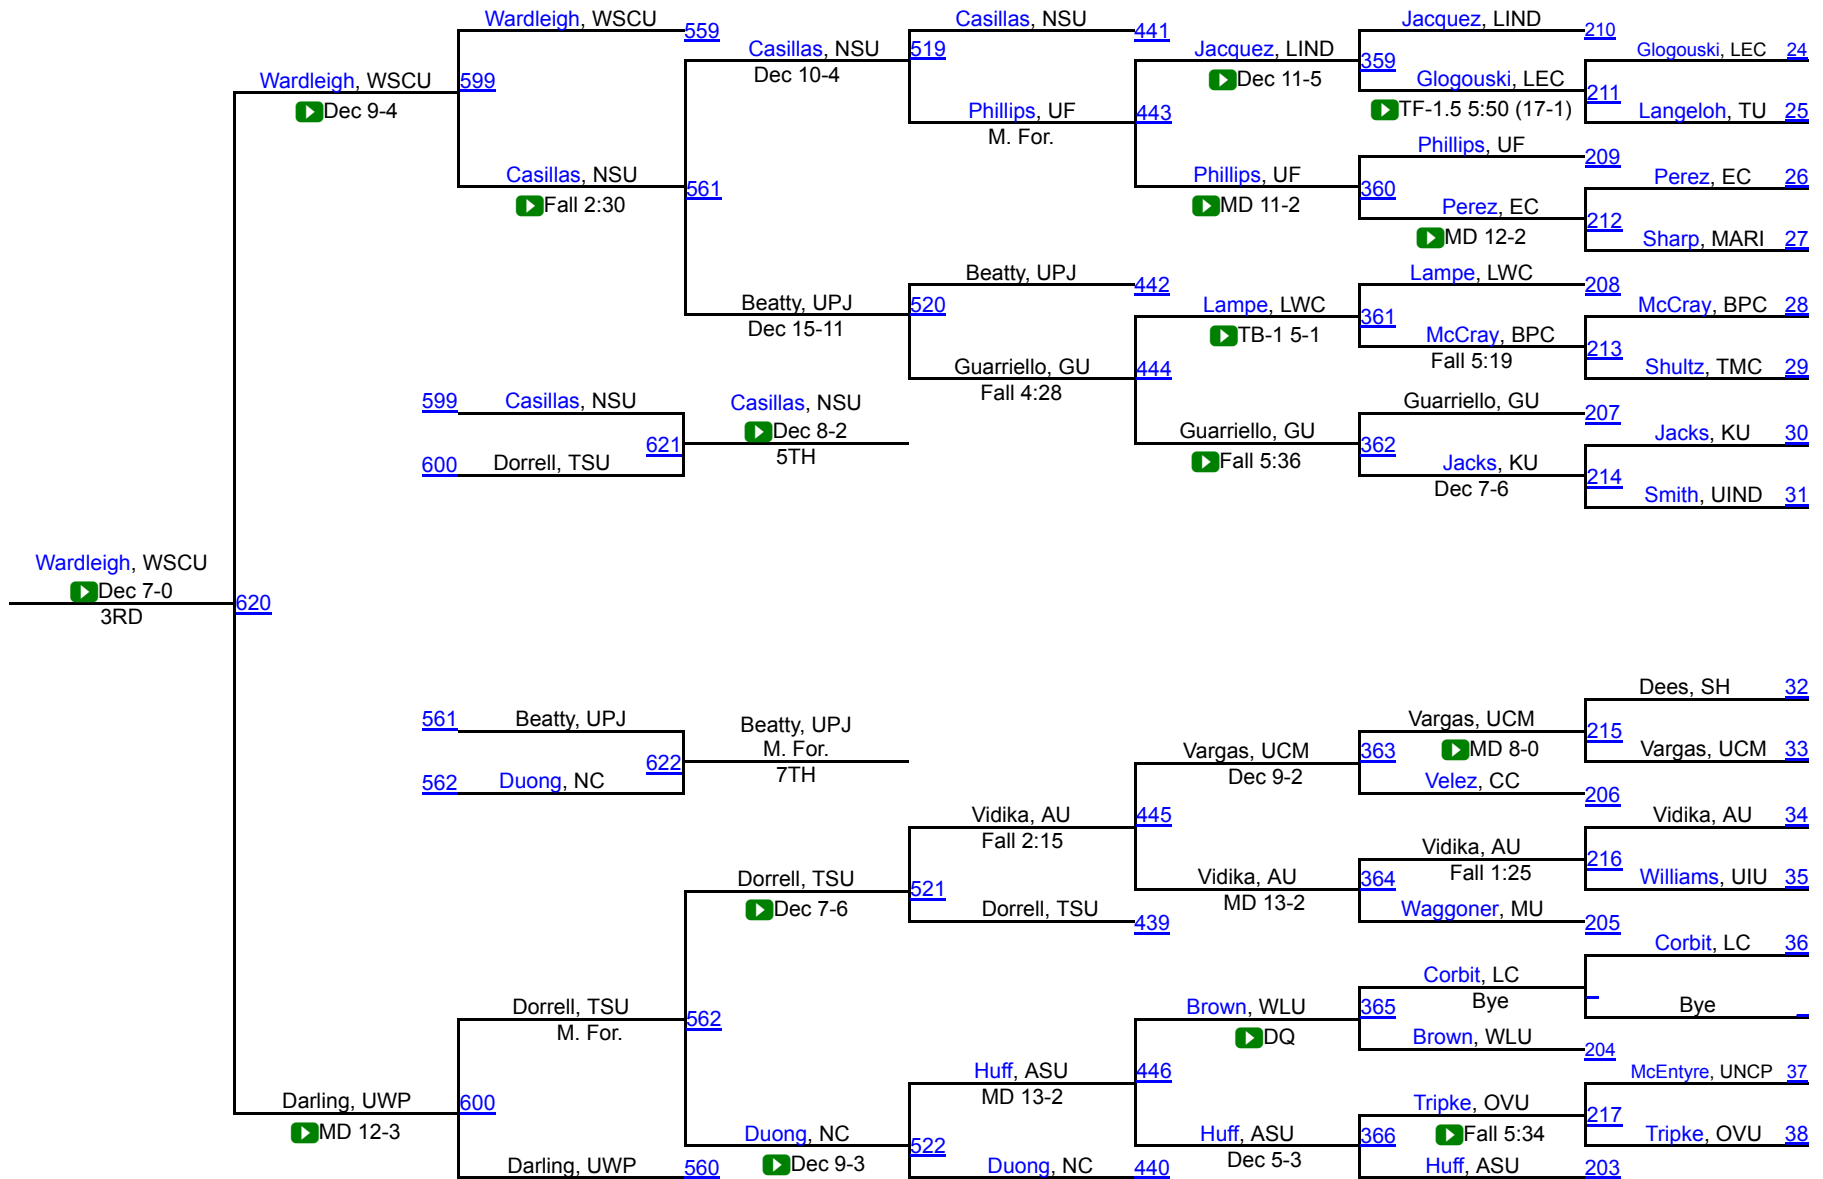 Wardleigh, WSCU
559
Casillas, NSU
441
Jacquez, LIND
210
Casillas, NSU
519
Jacquez, LIND
Glogouski, LEC 24
Dec 10-4
359
Wardleigh, WSCU
599
Dec 11-5
Glogouski, LEC
211
Dec 9-4
Phillips, UF
443
TF-1.5 5:50 (17-1)
Langeloh, TU 25
M. For.
Phillips, UF
209
Casillas, NSU
561
Phillips, UF
360
Perez, EC 26
Fall 2:30
MD 11-2
Perez, EC
212
MD 12-2
Sharp, MARI 27
Beatty, UPJ
442
Lampe, LWC
208
Beatty, UPJ
520
Lampe, LWC
361
McCray, BPC 28
Dec 15-11
TB-1 5-1
McCray, BPC
213
Guarriello, GU
444
Fall 5:19
Shultz, TMC 29
Fall 4:28
599 Casillas, NSU
Casillas, NSU
Guarriello, GU
207
621
Dec 8-2
Guarriello, GU
362
Jacks, KU 30
600 Dorrell, TSU
5TH
Fall 5:36
Jacks, KU
214
Dec 7-6
Smith, UIND 31
Wardleigh, WSCU
Dec 7-0
620
3RD
Dees, SH 32
561 Beatty, UPJ
Beatty, UPJ
Vargas, UCM
215
622
M. For.
Vargas, UCM
363
MD 8-0
Vargas, UCM 33
562 Duong, NC
7TH
Dec 9-2
Velez, CC
206
Vidika, AU
445
Vidika, AU 34
Fall 2:15
Vidika, AU
216
Dorrell, TSU
521
Vidika, AU
364
Fall 1:25
Williams, UIU 35
Dec 7-6
Dorrell, TSU
439
MD 13-2
Waggoner, MU
205
Corbit, LC 36
Corbit, LC
Dorrell, TSU
562
Brown, WLU
365
Bye
Bye
M. For.
DQ
Brown, WLU
204
Huff, ASU
446
McEntyre, UNCP 37
MD 13-2
Darling, UWP
600
Tripke, OVU
217
MD 12-3
Duong, NC
522
Huff, ASU
366
Fall 5:34
Tripke, OVU 38
Darling, UWP
560
Dec 9-3
Duong, NC
440
Dec 5-3
Huff, ASU
203